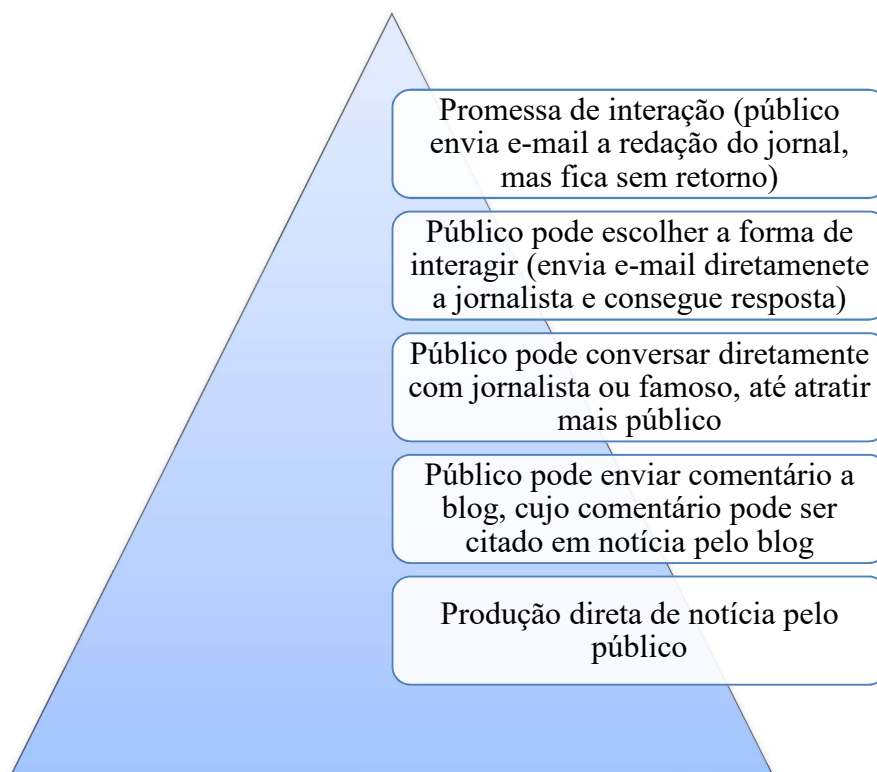 Promessa de interação (público
envia e-mail a redação do jornal,
mas fica sem retorno)
Público pode escolher a forma de
interagir (envia e-mail diretamenete
a jornalista e consegue resposta)
Público pode conversar diretamente
com jornalista ou famoso, até atratir
mais público
Público pode enviar comentário a
blog, cujo comentário pode ser
citado em notícia pelo blog
Produção direta de notícia pelo
público